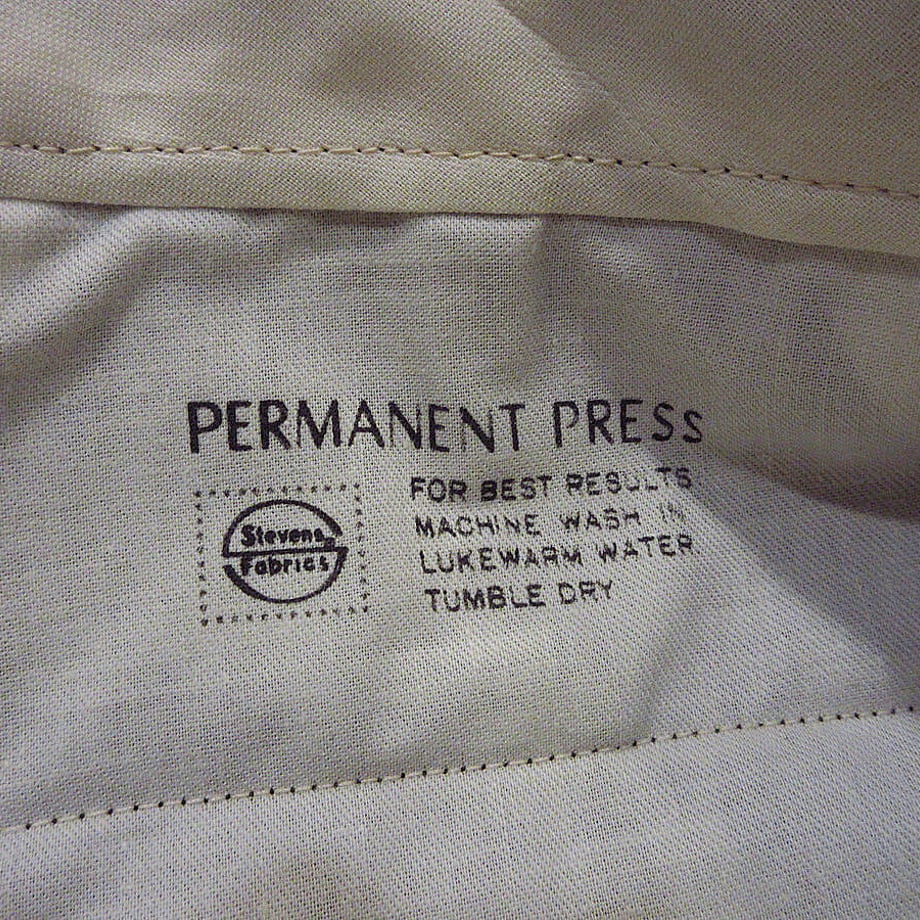 PERMANENT PRESS
Stevens
Fabrics
FOR BEST RESULTS
MACHINE WASH IN
LUKEWARM WATER
TUMBLE DRY